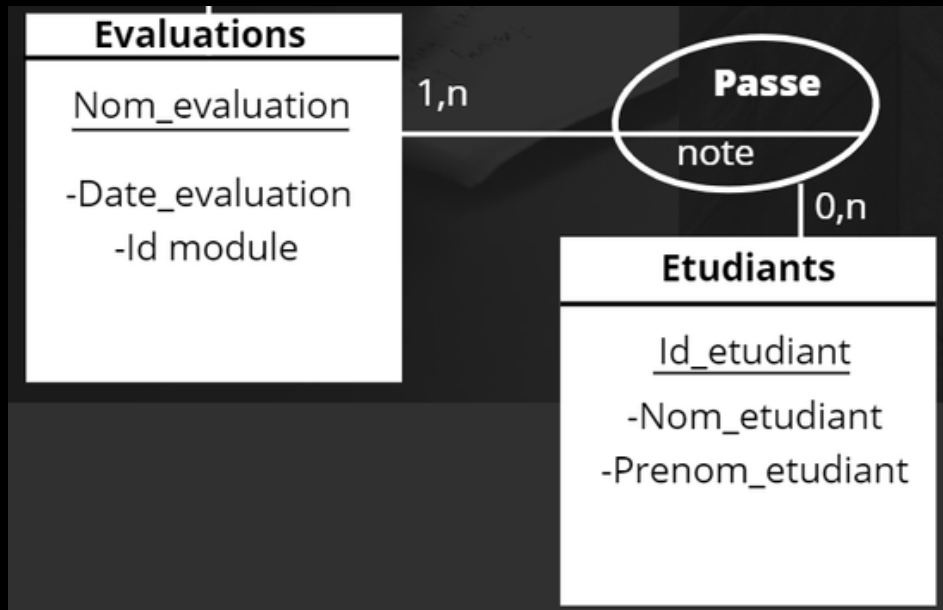 Evaluations
Nom_evaluation
-Date_evaluation
-Id module
1,n
Passe
note
0,n
Etudiants
Id_etudiant
-Nom_etudiant
-Prenom_etudiant